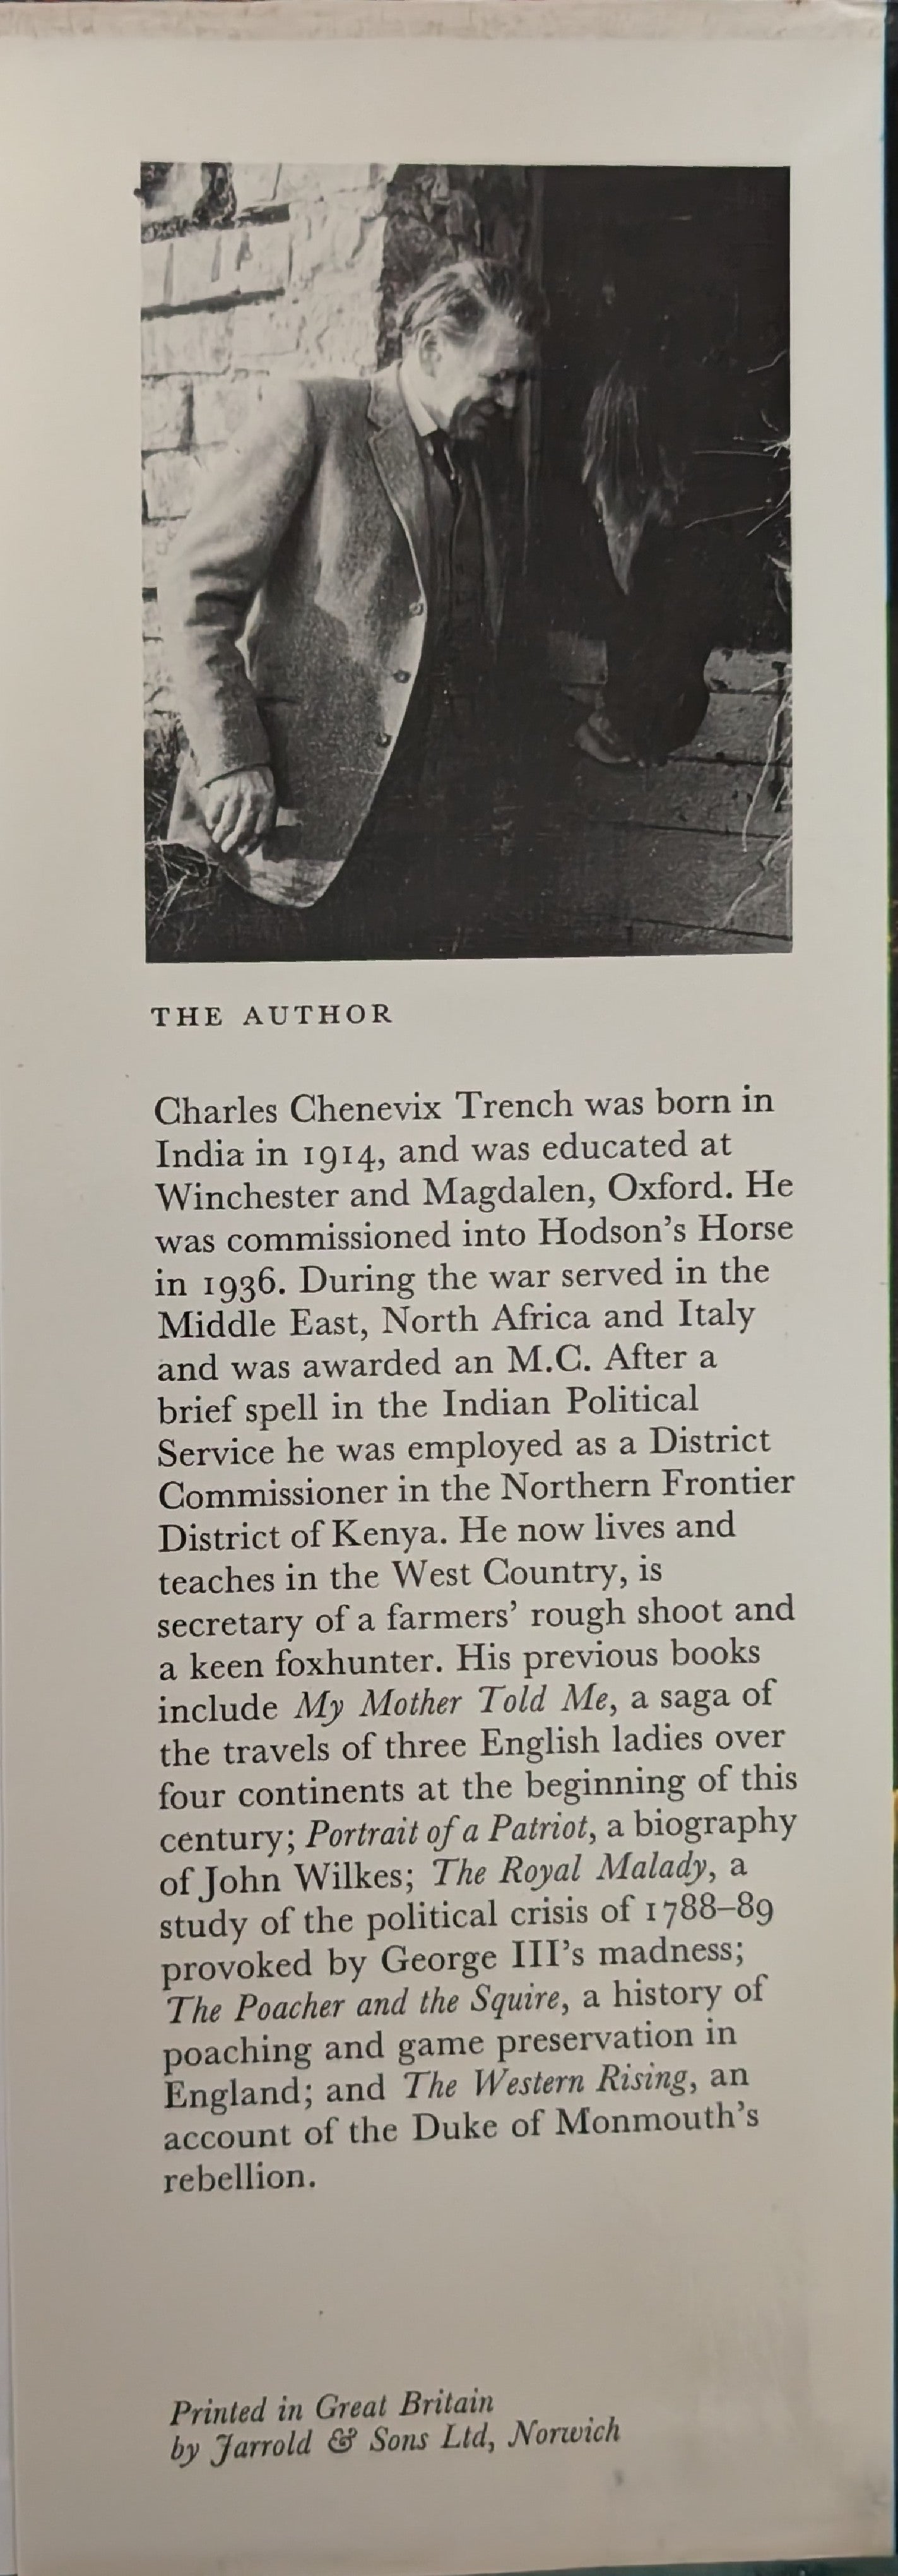 THE AUTHOR
Charles Chenevix Trench was born in
India in 1914, and was educated at
Winchester and Magdalen, Oxford. He
was commissioned into Hodson's Horse
in 1936. During the war served in the
Middle East, North Africa and Italy
and was awarded an M.C. After a
brief spell in the Indian Political
Service he was employed as a District
Commissioner in the Northern Frontier
District of Kenya. He now lives and
teaches in the West Country, is
secretary of a farmers' rough shoot and
a keen foxhunter. His previous books
include My Mother Told Me, a saga of
the travels of three English ladies over
four continents at the beginning of this
century; Portrait of a Patriot, a biography
of John Wilkes; The Royal Malady, a
study of the political crisis of 1788–89
provoked by George III's madness;
The Poacher and the Squire, a history of
poaching and game preservation in
England; and The Western Rising, an
account of the Duke of Monmouth's
rebellion.
Printed in Great Britain
by Jarrold & Sons Ltd, Norwich